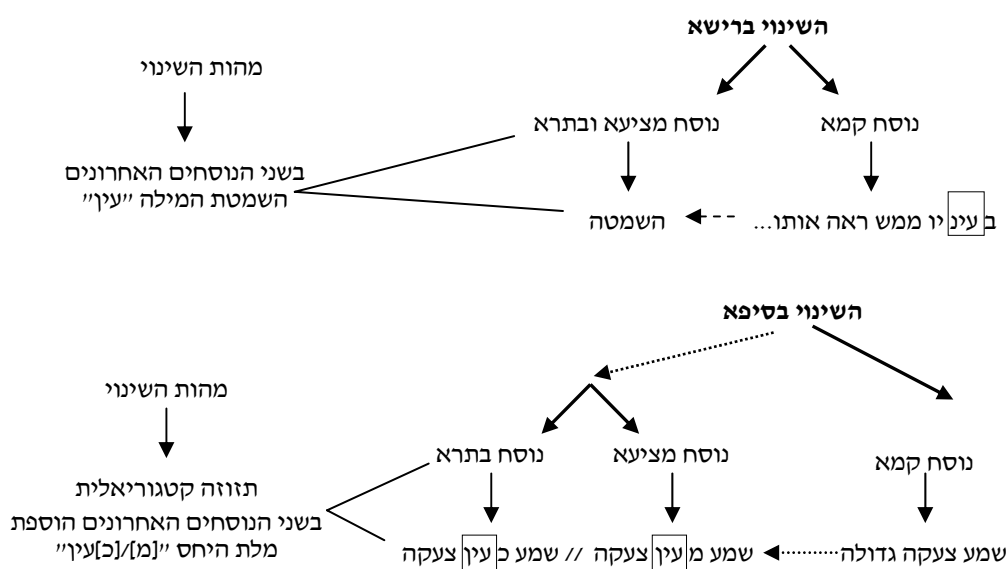 השינוי ברישא
מהות השינוי
נוסח קמא
נוסח מציעא ובתרא
בשני הנוסחים האחרונים
השמטת המילה "עין"
בעיניו ממש ראה אותו...
השמטה
השינוי בסיפא
מהות השינוי
נוסח קמא
נוסח מציעא
נוסח בתרא
תזוזה קטגוריאלית
בשני הנוסחים האחרונים הוספת
מלת היחס "[מ]/[כ]עין"
שמע צעקה גדולה
שמע מעין צעקה // שמע כעין צעקה